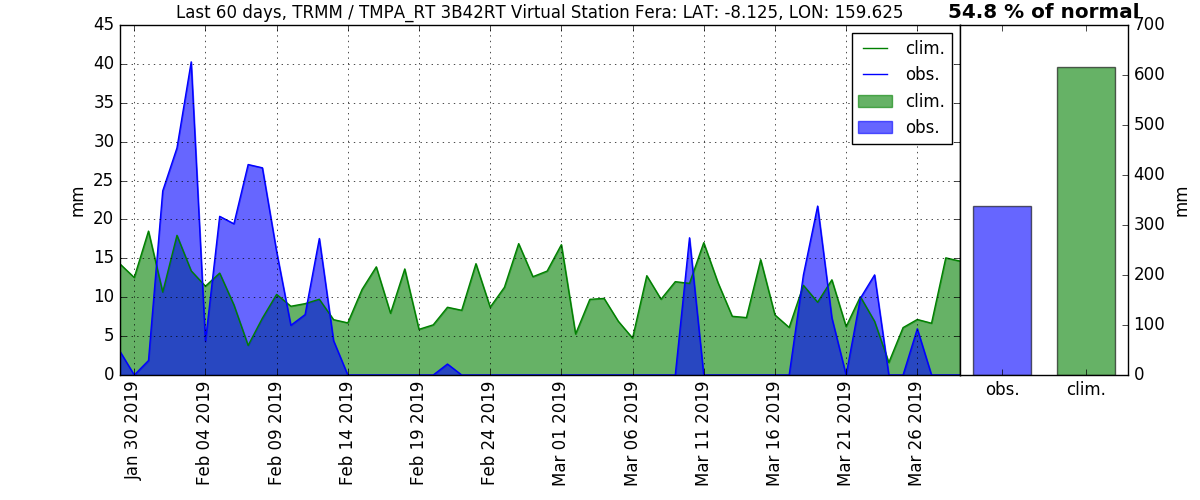 Last 60 days, TRMM / TMPA_RT 3B42RT Virtual Station Fera: LAT: -8.125, LON: 159.625
54.8 % of normal
45
40
35
30
25
20
15
10
5
0
mm
clim.
obs.
clim.
obs.
Jan 30 2019
Feb 04 2019
Feb 09 2019
Feb 14 2019
Feb 19 2019
Feb 24 2019
Mar 01 2019
Mar 06 2019
Mar 11 2019
Mar 16 2019
Mar 21 2019
Mar 26 2019
700
600
500
400
300
200
100
0
mm
obs.
clim.